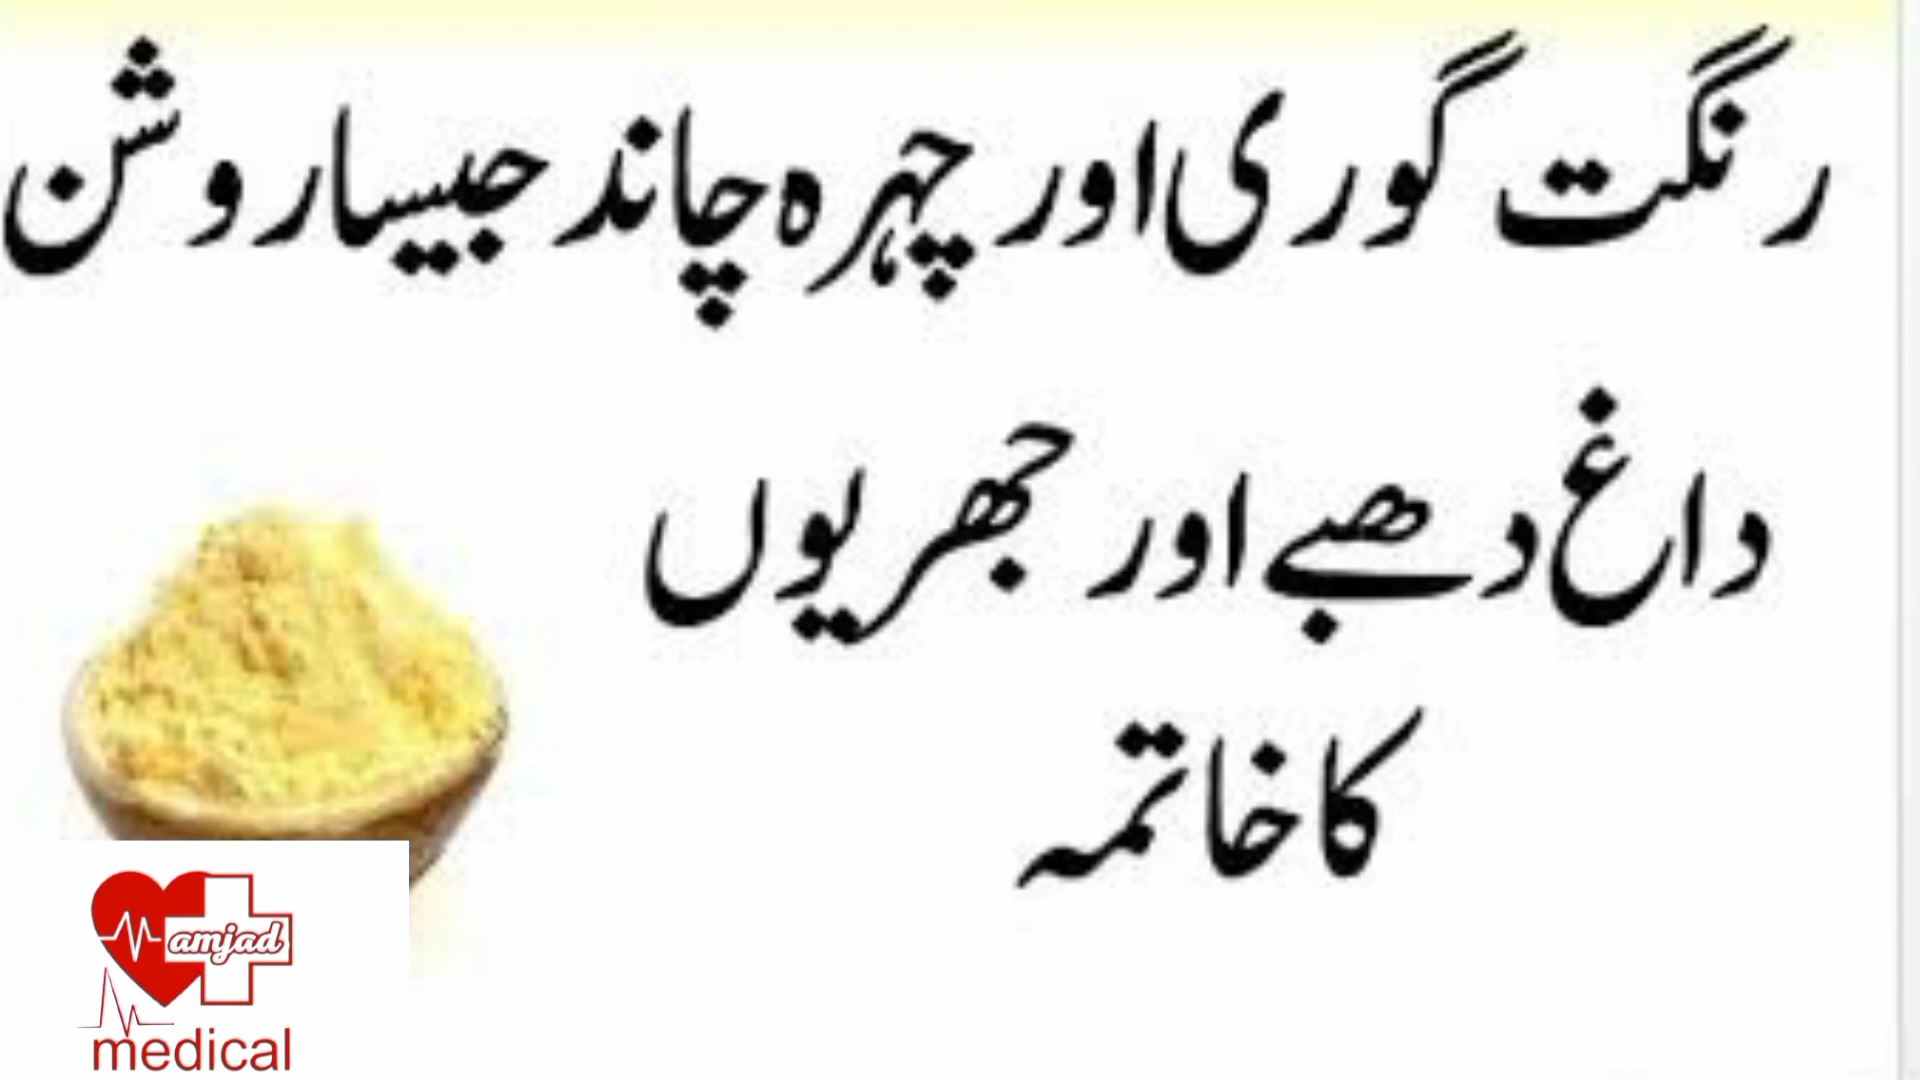 رنگت گوری اور چہرہ چاند جیسا روشن
داغ دھبے اور جھریوں
کا خاتمہ
amjad
medical